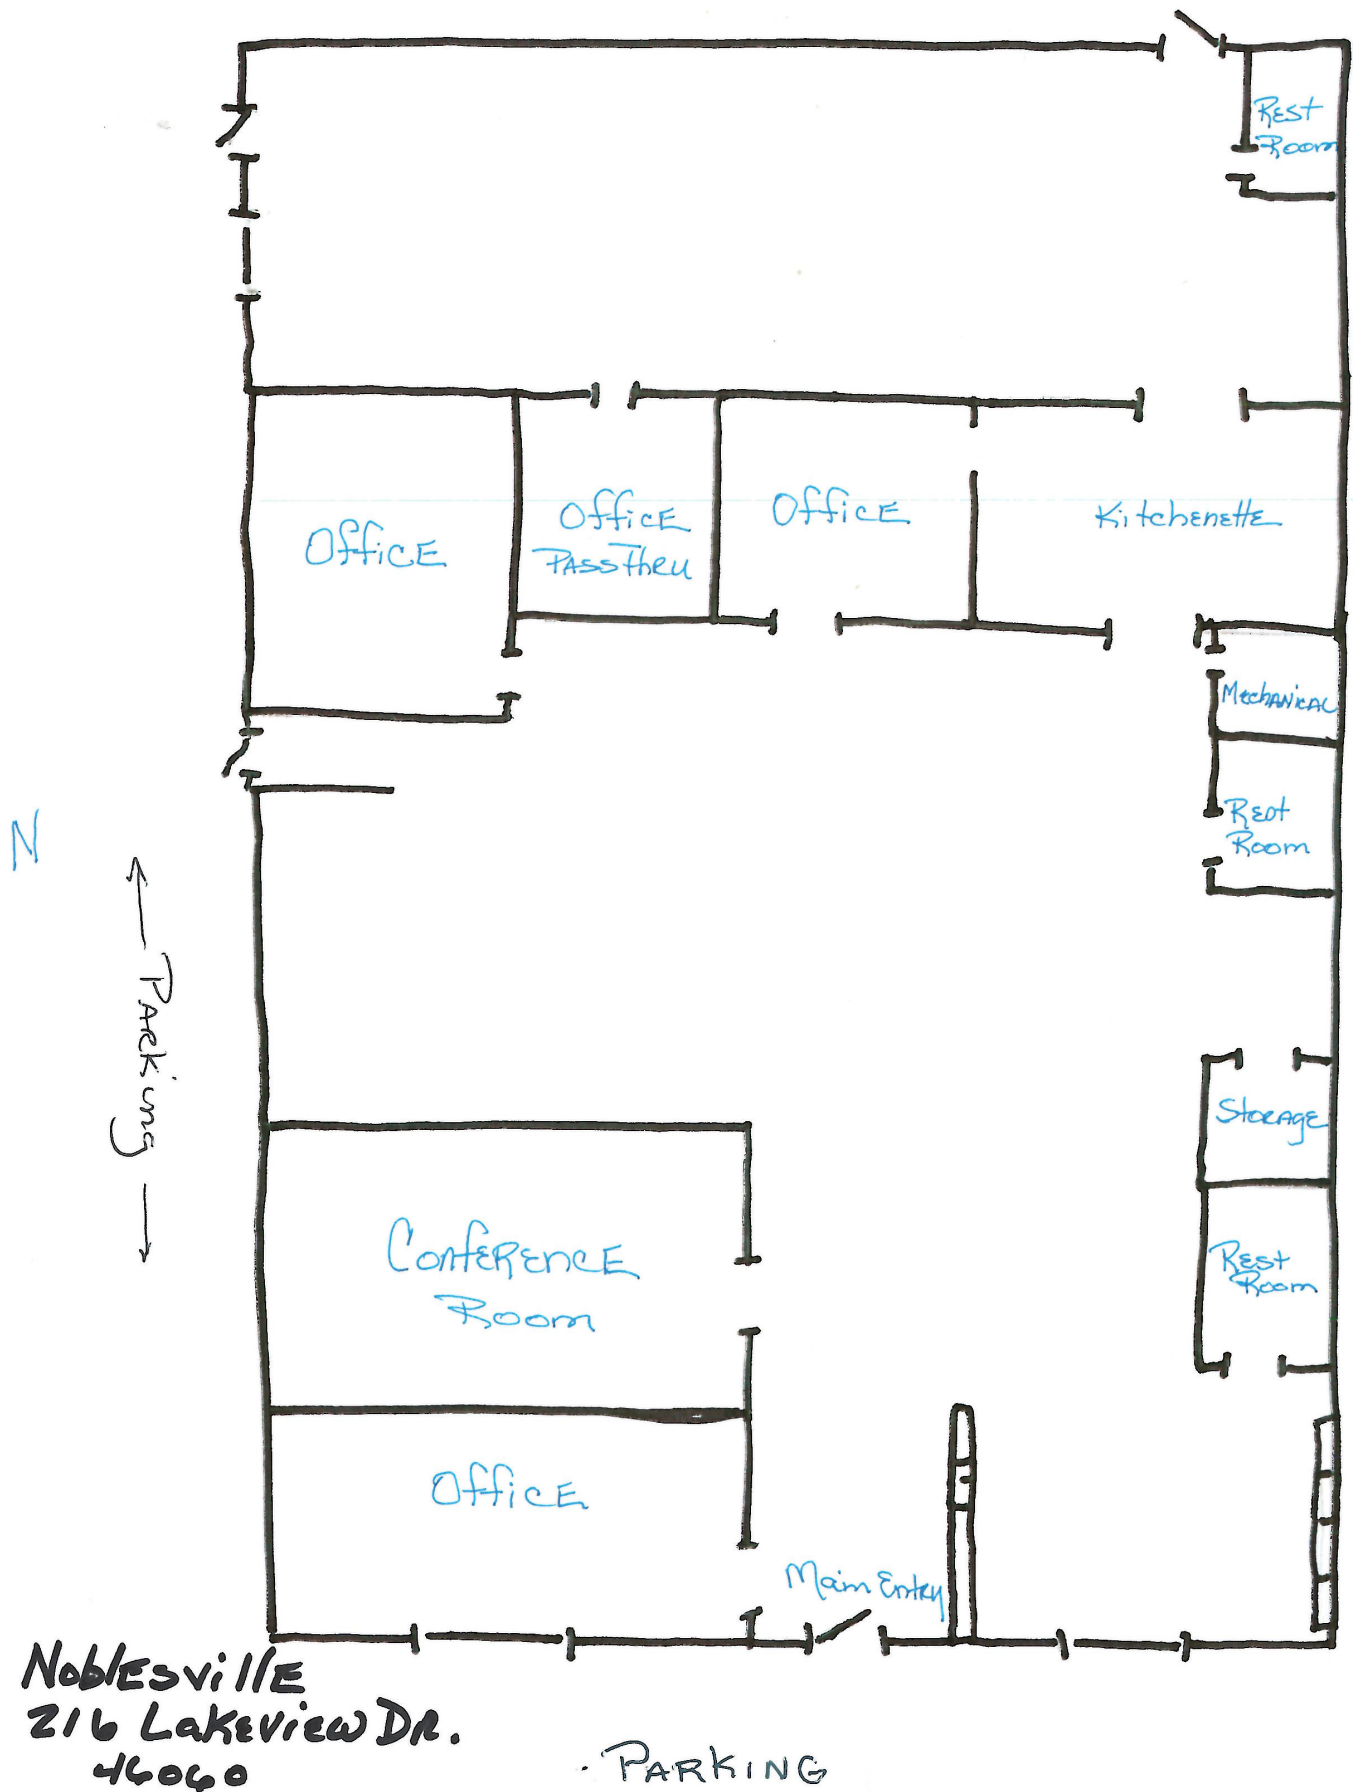 Rest
Room
Office
Office
Pass Thru
Office
Kitchenette
Mechanical
Rest
Room
N
← Parking →
Storage
Conference
Room
Rest
Room
Office
Main Entry
Noblesville
216 Lakeview Dr.
46060
Parking